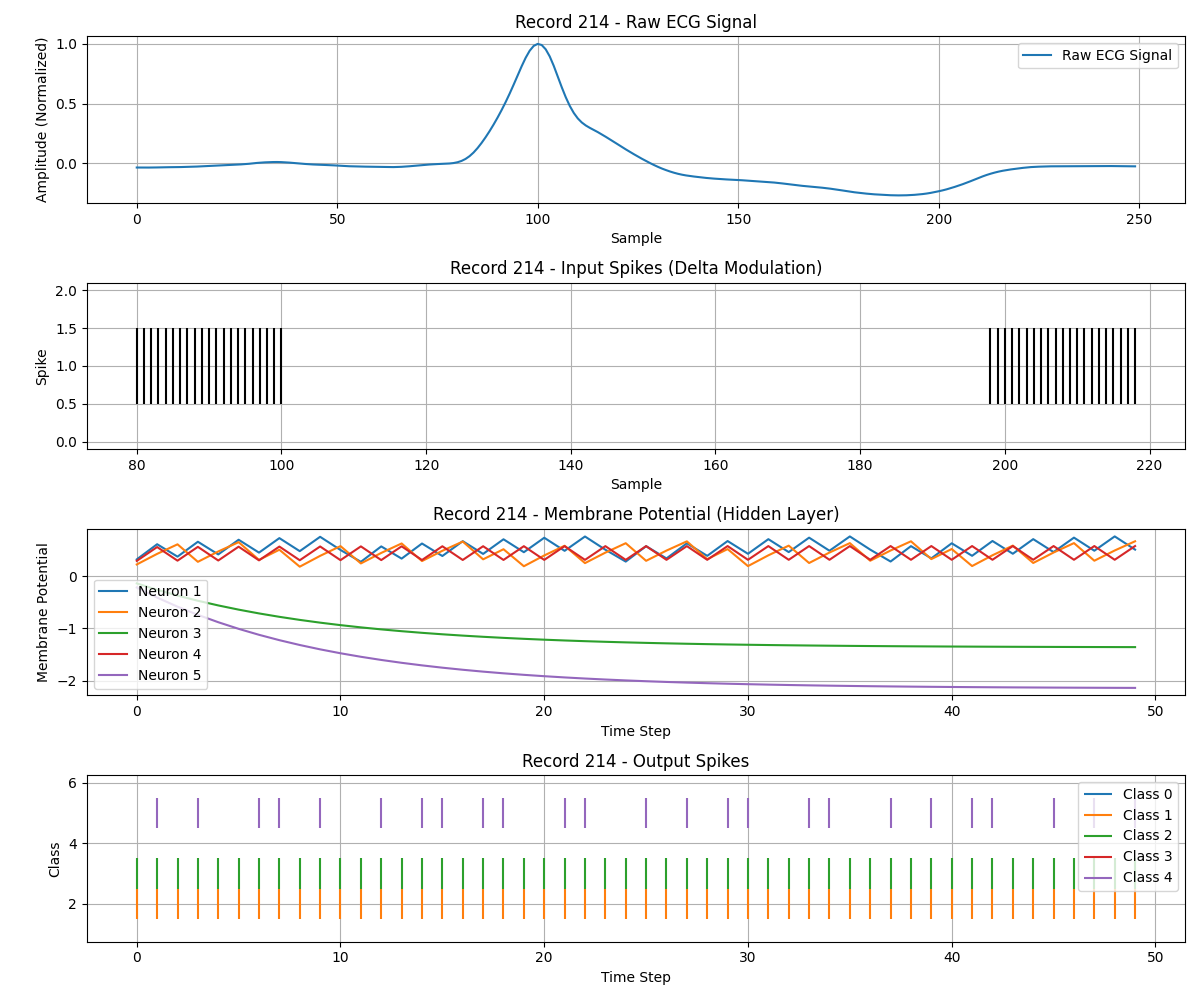 Record 214 - Raw ECG Signal
Amplitude (Normalized)
1.0
0.5
0.0
Raw ECG Signal
0 50 100 150 200 250
Sample
Record 214 - Input Spikes (Delta Modulation)
Spike
2.0
1.5
1.0
0.5
0.0
80 100 120 140 160 180 200 220
Sample
Record 214 - Membrane Potential (Hidden Layer)
Membrane Potential
0
−1
−2
Neuron 1
Neuron 2
Neuron 3
Neuron 4
Neuron 5
0 10 20 30 40 50
Time Step
Record 214 - Output Spikes
Class
6
4
2
Class 0
Class 1
Class 2
Class 3
Class 4
0 10 20 30 40 50
Time Step